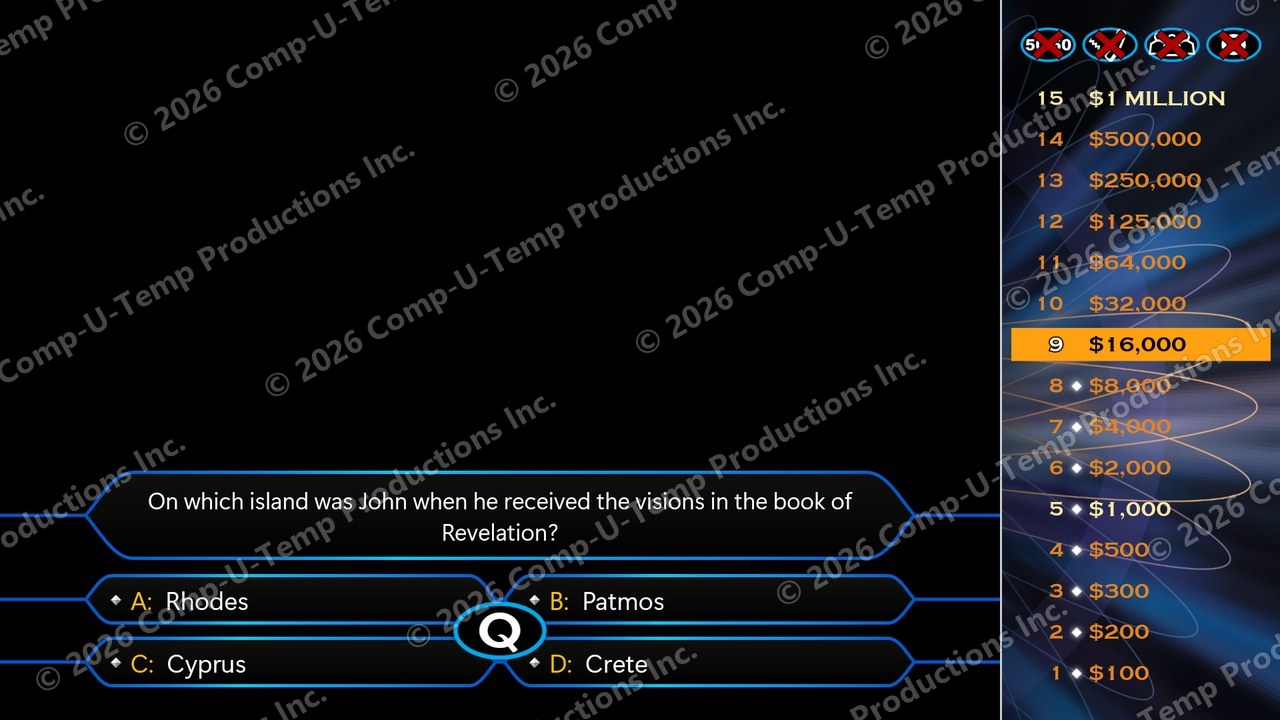 © 2026 Comp-U-Temp Productions Inc.
50:50
15 $1 MILLION
14 $500,000
13 $250,000
12 $125,000
11 $64,000
10 $32,000
9 $16,000
8 $8,000
7 $4,000
6 $2,000
5 $1,000
4 $500
3 $300
2 $200
1 $100
On which island was John when he received the visions in the book of
Revelation?
A: Rhodes
B: Patmos
Q
C: Cyprus
D: Crete